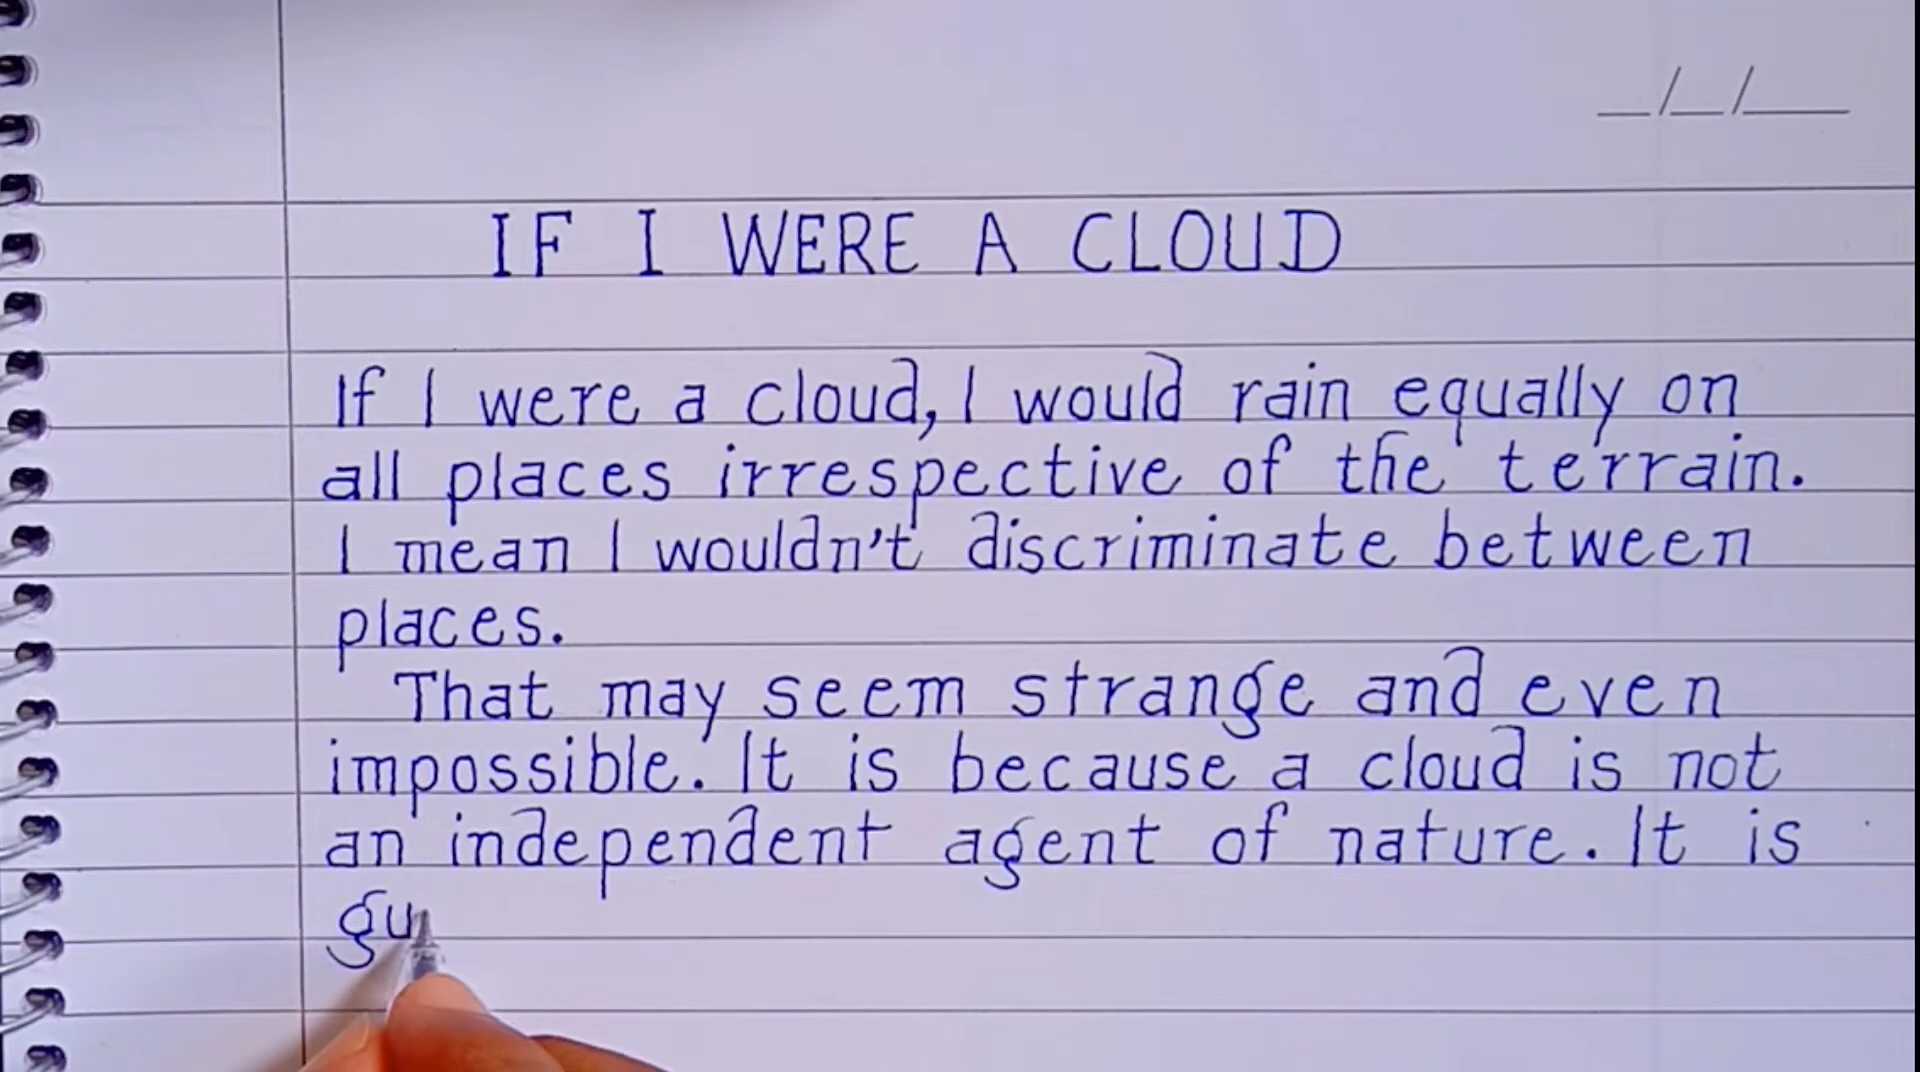 IF I WERE A CLOUD
If I were a cloud, I would rain equally on
all places irrespective of the terrain.
I mean I wouldn't discriminate between
places.
That may seem strange and even
impossible. It is because a cloud is not
an independent agent of nature. It is
gu